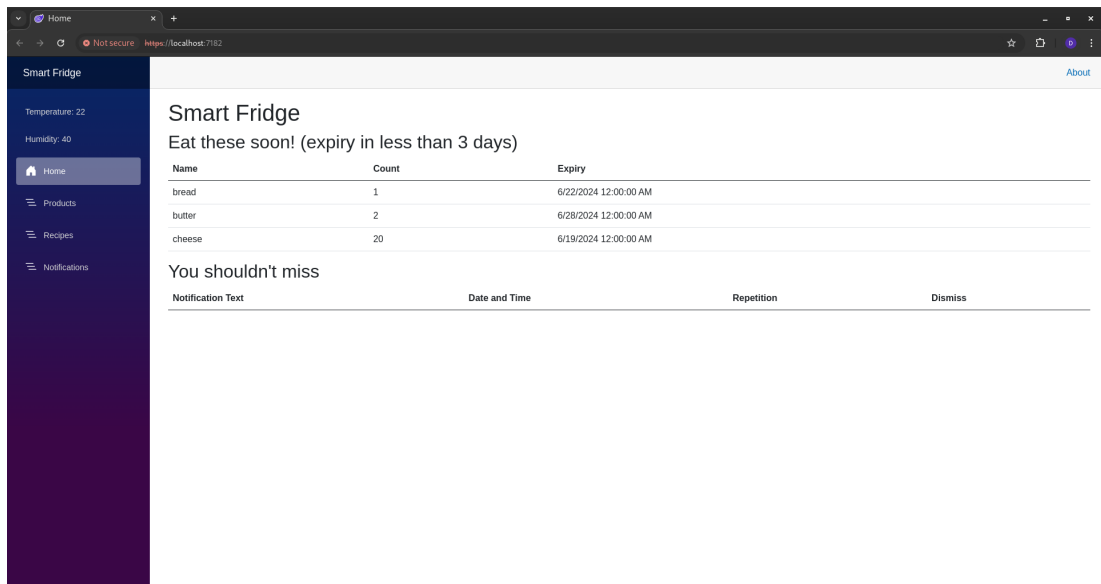 Home
Not secure https://localhost:7182
D
Smart Fridge
About
Temperature: 22
Humidity: 40
Home
Products
Recipes
Notifications
Smart Fridge
Eat these soon! (expiry in less than 3 days)
Name Count Expiry
bread 1 6/22/2024 12:00:00 AM
butter 2 6/28/2024 12:00:00 AM
cheese 20 6/19/2024 12:00:00 AM
You shouldn't miss
Notification Text Date and Time Repetition Dismiss